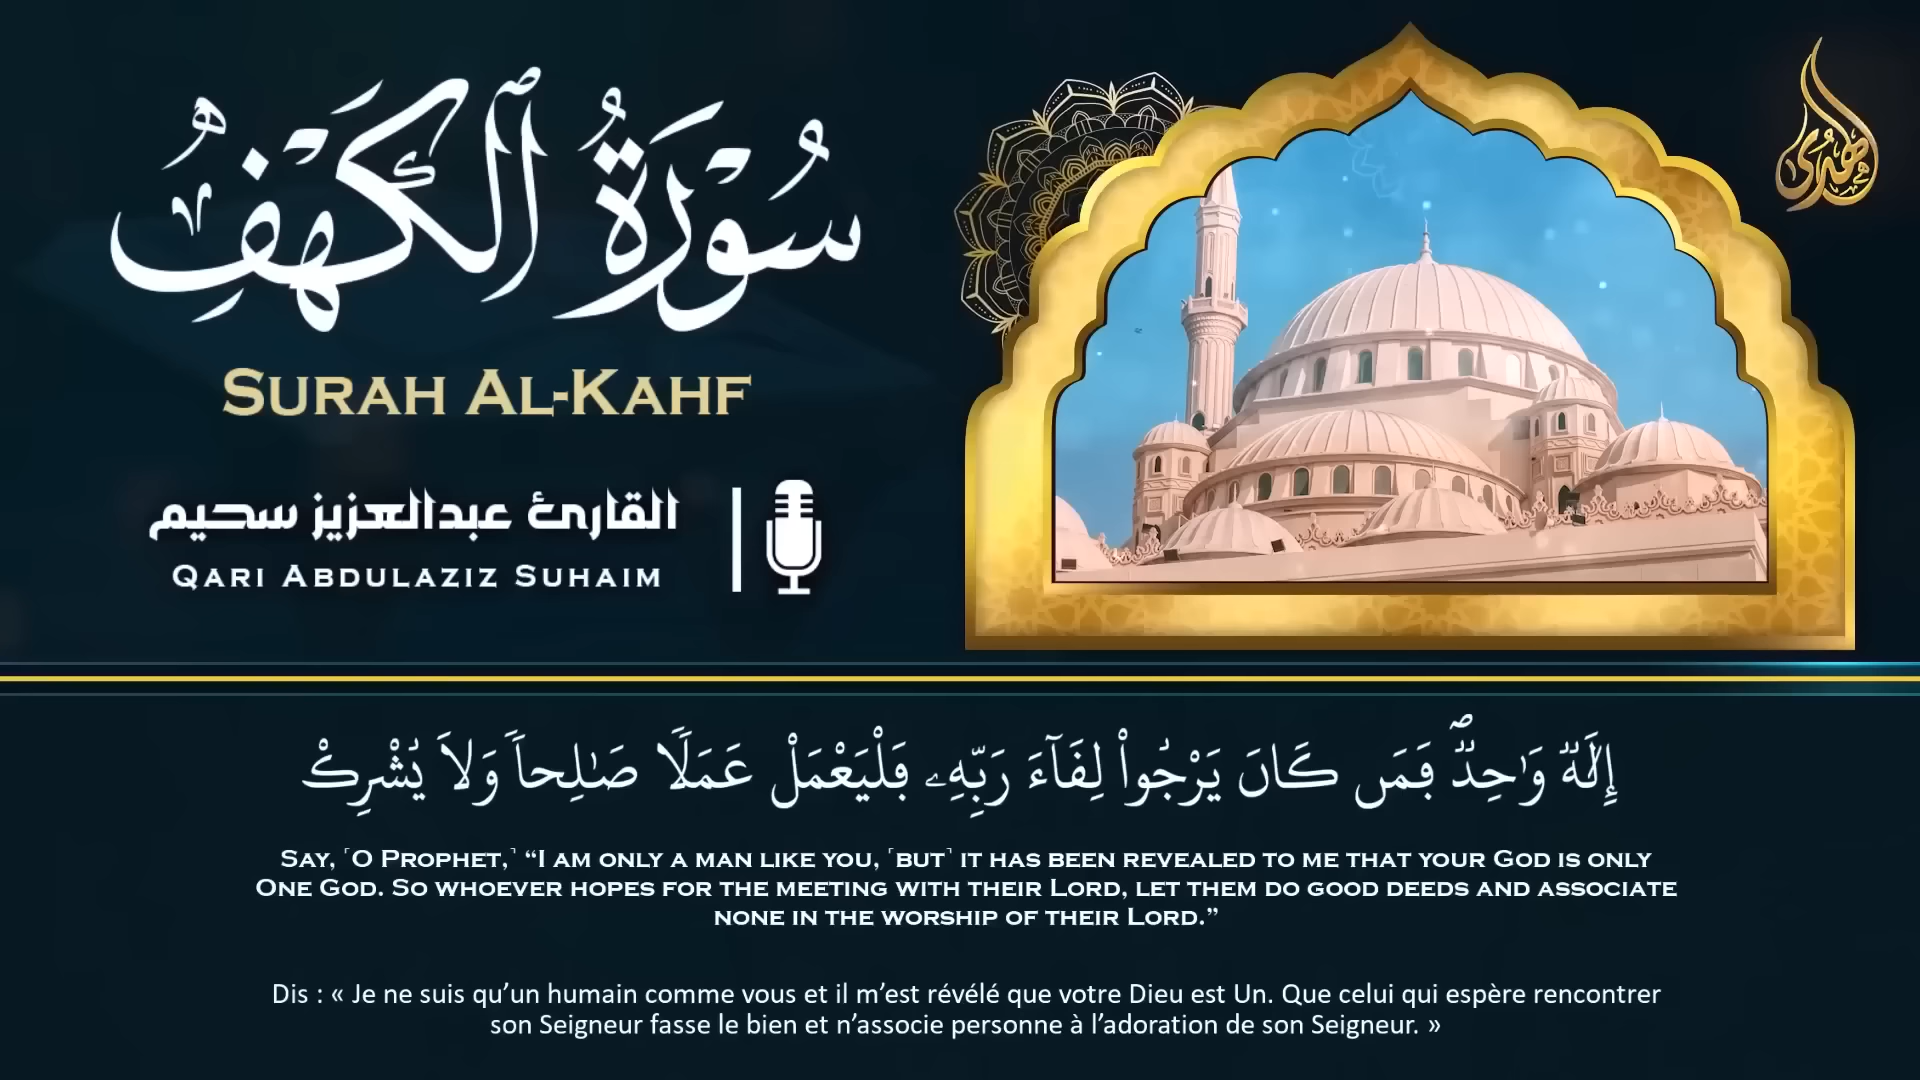 سُورَةُ ٱلْكَهْفِ
SURAH AL-KAHF
القارئ عبدالعزيز سحيم
QARI ABDULAZIZ SUHAIM
الهدى
إِلَٰهٞ وَٰحِدٞۖ فَمَن كَانَ يَرْجُواْ لِقَآءَ رَبِّهِۦ فَلْيَعْمَلْ عَمَلٗا صَٰلِحاٗ وَلَا يُشْرِكْ
SAY, ˹O PROPHET,˺ “I AM ONLY A MAN LIKE YOU, ˹BUT˺ IT HAS BEEN REVEALED TO ME THAT YOUR GOD IS ONLY
ONE GOD. SO WHOEVER HOPES FOR THE MEETING WITH THEIR LORD, LET THEM DO GOOD DEEDS AND ASSOCIATE
NONE IN THE WORSHIP OF THEIR LORD.”
Dis : « Je ne suis qu’un humain comme vous et il m’est révélé que votre Dieu est Un. Que celui qui espère rencontrer
son Seigneur fasse le bien et n’associe personne à l’adoration de son Seigneur. »